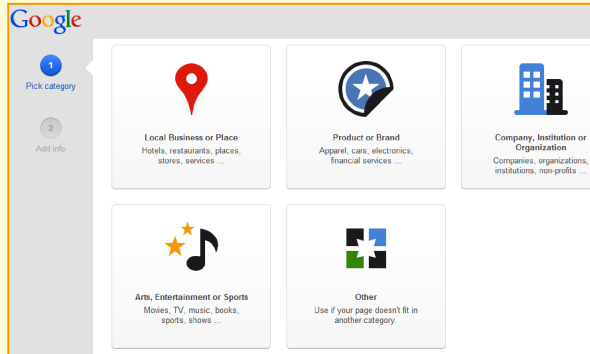 Google
1
Pick category
2
Add info
Local Business or Place
Hotels, restaurants, places,
stores, services ...
Product or Brand
Apparel, cars, electronics,
financial services ...
Company, Institution or
Organization
Companies, organizations,
institutions, non-profits ...
Arts, Entertainment or Sports
Movies, TV, music, books,
sports, shows ...
Other
Use if your page doesn't fit in
another category.